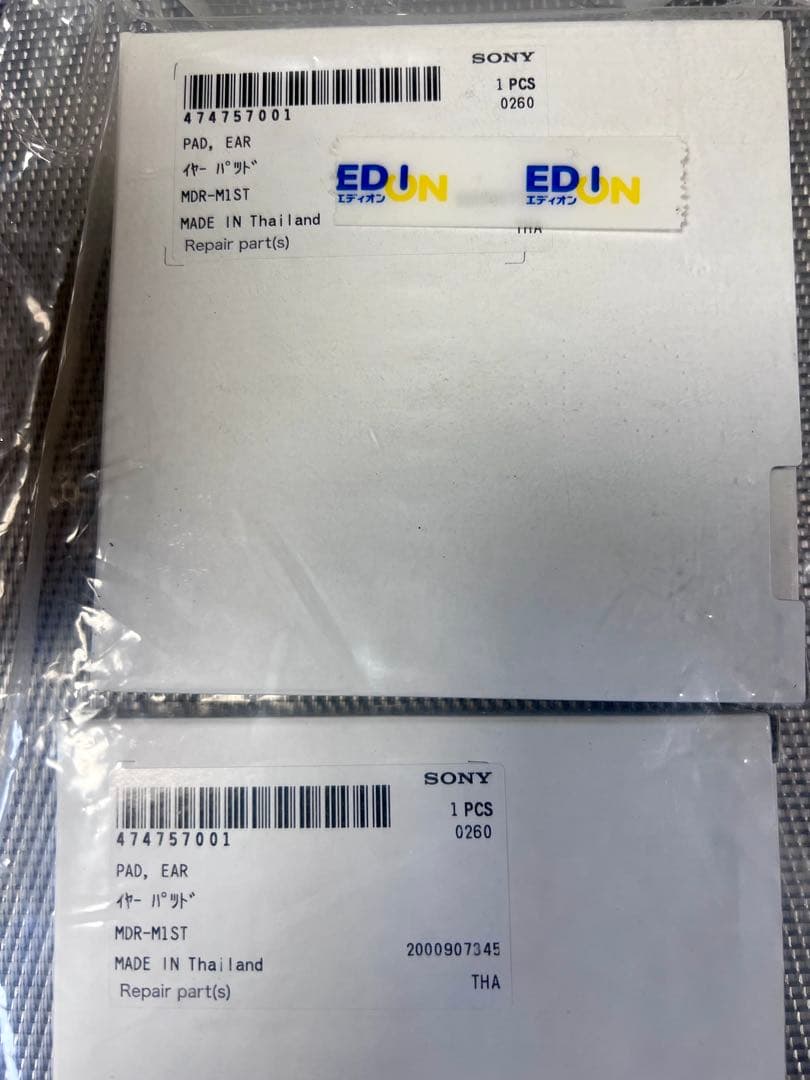 SONY
1 PCS
474757001
0260
PAD, EAR
ｲﾔｰ ﾊﾟﾂﾄﾞ
EDION EDION
エディオン エディオン
MDR-M1ST
MADE IN Thailand
THA
Repair part(s)
SONY
1 PCS
474757001
0260
PAD, EAR
ｲﾔｰ ﾊﾟﾂﾄﾞ
MDR-M1ST
2000907345
MADE IN Thailand
THA
Repair part(s)